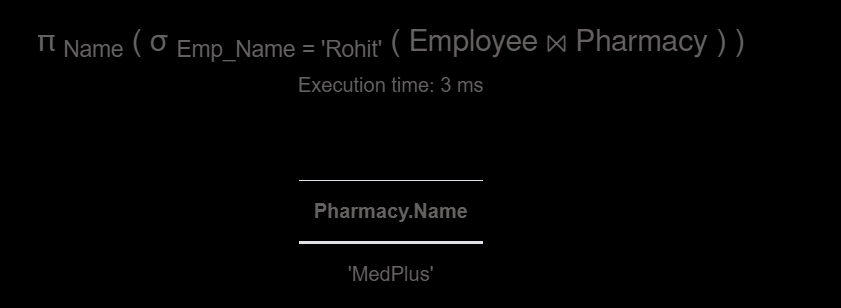 π Name ( σ Emp_Name = 'Rohit' ( Employee ⋈ Pharmacy ) )
Execution time: 3 ms
Pharmacy.Name
'MedPlus'